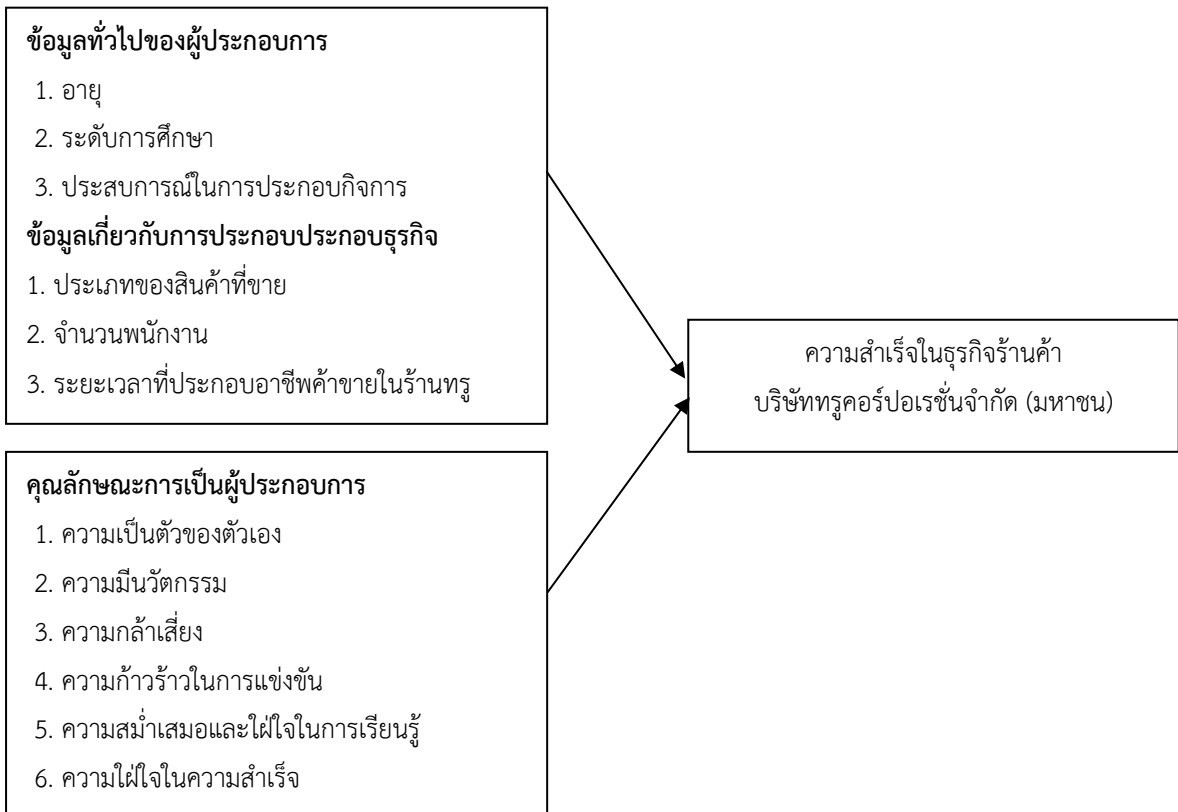 ข้อมูลทั่วไปของผู้ประกอบการ
1. อายุ
2. ระดับการศึกษา
3. ประสบการณ์ในการประกอบกิจการ
ข้อมูลเกี่ยวกับการประกอบประกอบธุรกิจ
1. ประเภทของสินค้าที่ขาย
2. จำนวนพนักงาน
3. ระยะเวลาที่ประกอบอาชีพค้าขายในร้านทรู
ความสำเร็จในธุรกิจร้านค้า
บริษัททรูคอร์ปอเรชั่นจำกัด (มหาชน)
คุณลักษณะการเป็นผู้ประกอบการ
1. ความเป็นตัวของตัวเอง
2. ความมีนวัตกรรม
3. ความกล้าเสี่ยง
4. ความก้าวร้าวในการแข่งขัน
5. ความสม่ำเสมอและใฝ่ใจในการเรียนรู้
6. ความใฝ่ใจในความสำเร็จ